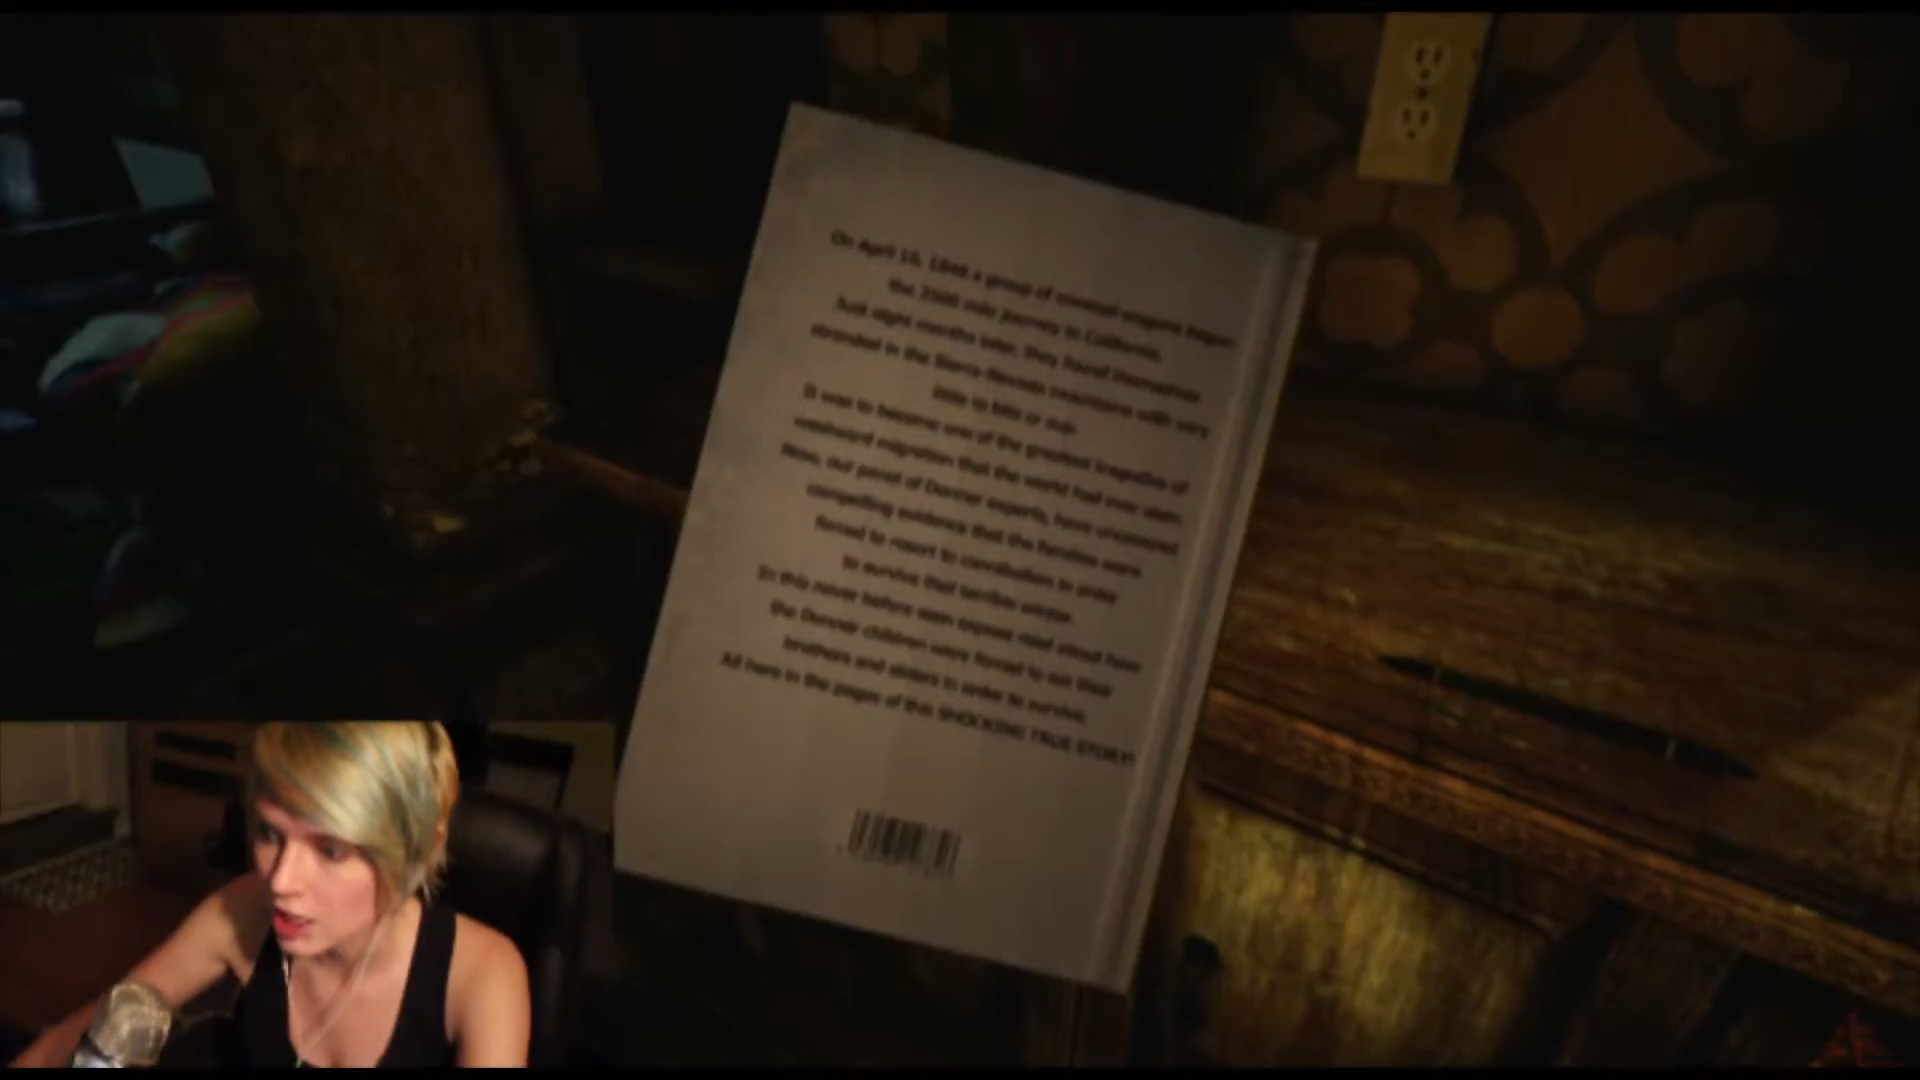 On April 16, 1846 a group of covered wagons began
the 2500 mile journey to California.
Just eight months later, they found themselves
stranded in the Sierra Nevada mountains with very
little to bite or sup.
It was to become one of the greatest tragedies of
westward migration that the world had ever seen.
Now, our panel of Donner experts, have unearthed
compelling evidence that the families were
forced to resort to cannibalism in order
to survive that terrible winter.
In this never before seen exposé read about how
the Donner children were forced to eat their
brothers and sisters in order to survive.
All here in the pages of this SHOCKING TRUE STORY!